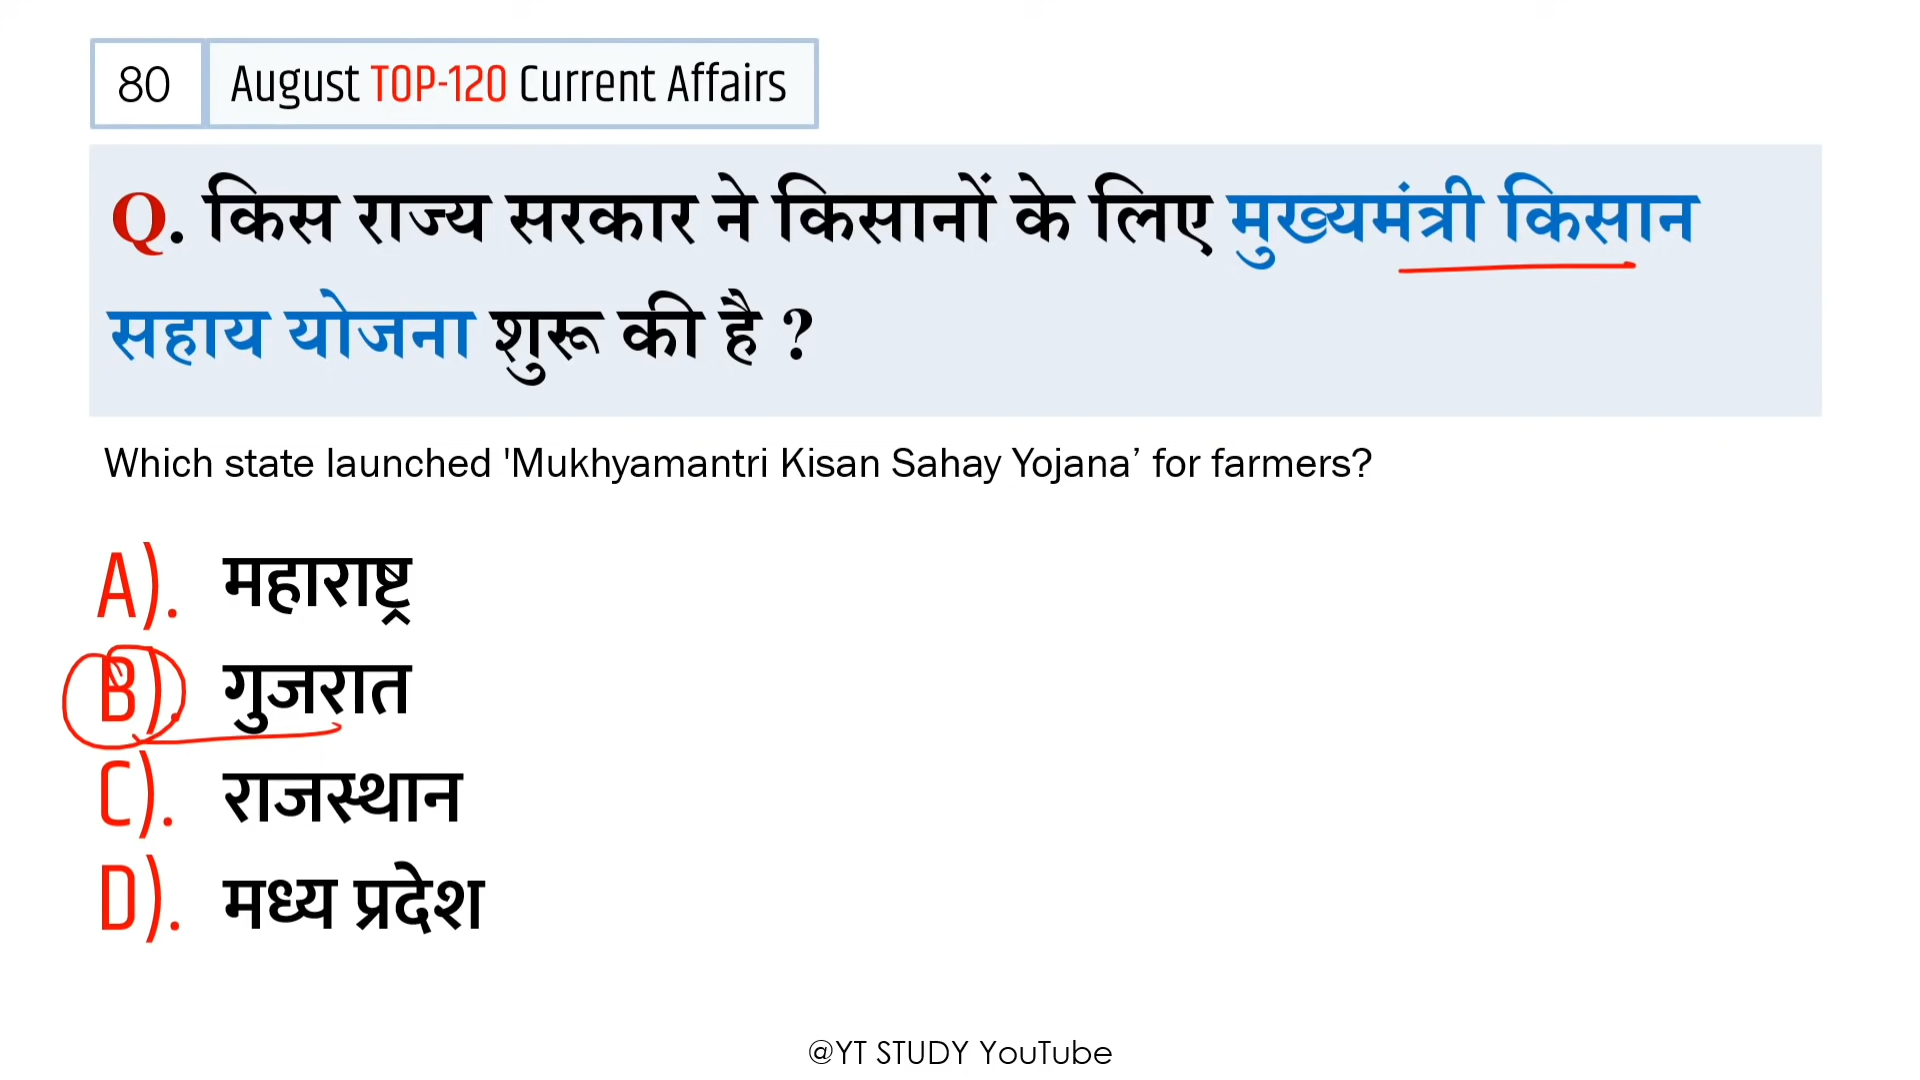 80 August TOP-120 Current Affairs
Q. किस राज्य सरकार ने किसानों के लिए मुख्यमंत्री किसान
सहाय योजना शुरू की है ?
Which state launched 'Mukhyamantri Kisan Sahay Yojana’ for farmers?
A). महाराष्ट्र
B). गुजरात
C). राजस्थान
D). मध्य प्रदेश
@YT STUDY YouTube